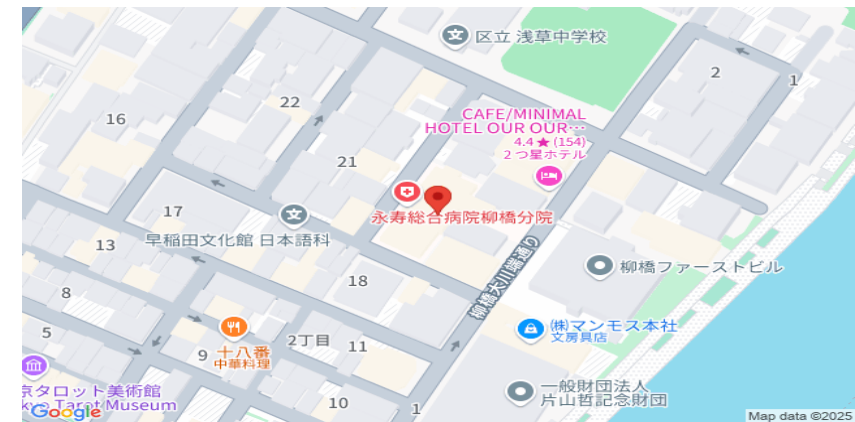 区立 浅草中学校
2
1
22
16
CAFE/MINIMAL
HOTEL OUR OUR…
4.4 ★ (154)
2 つ星ホテル
21
永寿総合病院柳橋分院
17
早稲田文化館 日本語科
13
柳橋大川端通り
柳橋ファーストビル
18
8
(株)マンモス本社
文房具店
5
十八番
中華料理
9
2丁目
11
京タロット美術館
kyo Tarot Museum
一般財団法人
片山哲記念財団
10
1
Google
Map data ©2025